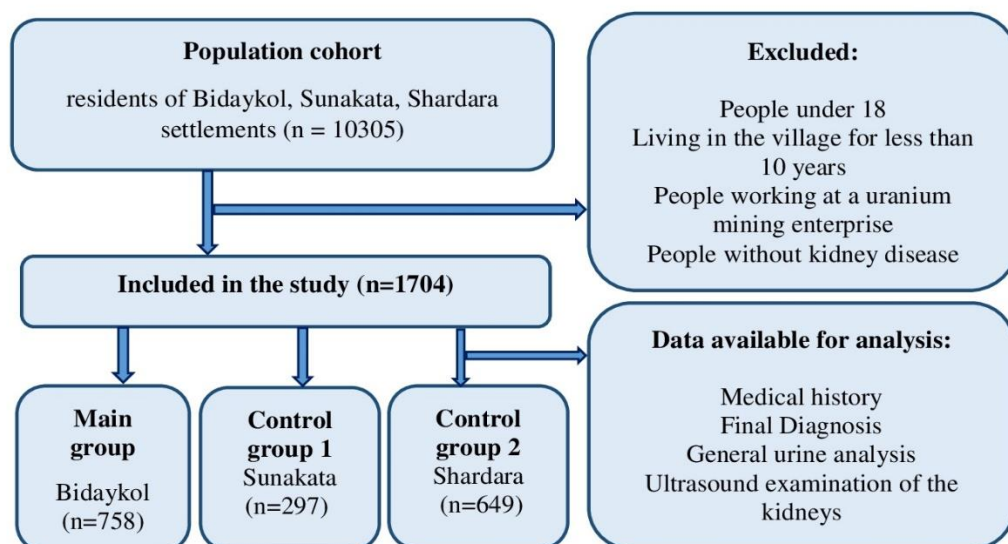 Population cohort
residents of Bidaykol, Sunakata, Shardara
settlements (n = 10305)
Excluded:
People under 18
Living in the village for less than
10 years
People working at a uranium
mining enterprise
People without kidney disease
Included in the study (n=1704)
Main
group
Bidaykol
(n=758)
Control
group 1
Sunakata
(n=297)
Control
group 2
Shardara
(n=649)
Data available for analysis:
Medical history
Final Diagnosis
General urine analysis
Ultrasound examination of the
kidneys